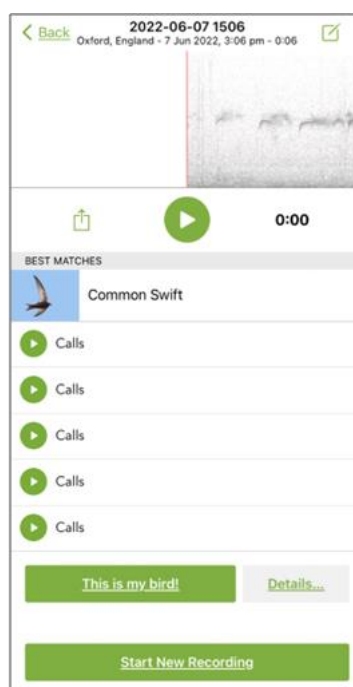 Back
2022-06-07 1506
Oxford, England - 7 Jun 2022, 3:06 pm - 0:06
0:00
BEST MATCHES
Common Swift
Calls
Calls
Calls
Calls
Calls
This is my bird!
Details...
Start New Recording